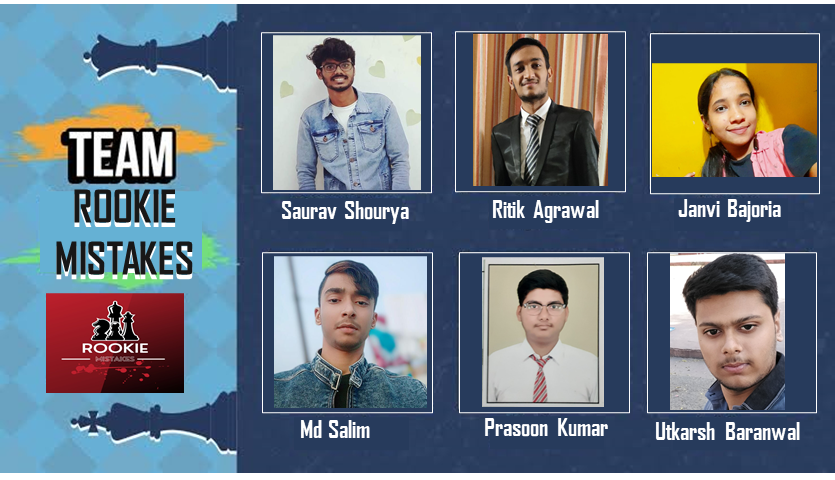 TEAM
ROOKIE
MISTAKES
ROOKIE
MISTAKES
Saurav Shourya
Ritik Agrawal
Janvi Bajoria
Md Salim
Prasoon Kumar
Utkarsh Baranwal